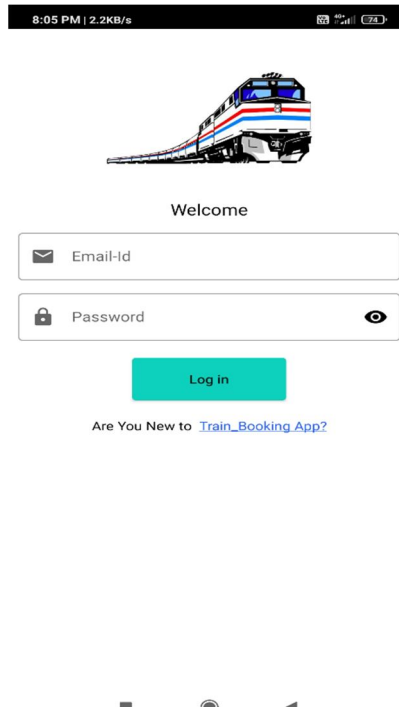 8:05 PM | 2.2KB/s 74
Welcome
Email-Id
Password
Log in
Are You New to Train_Booking App?